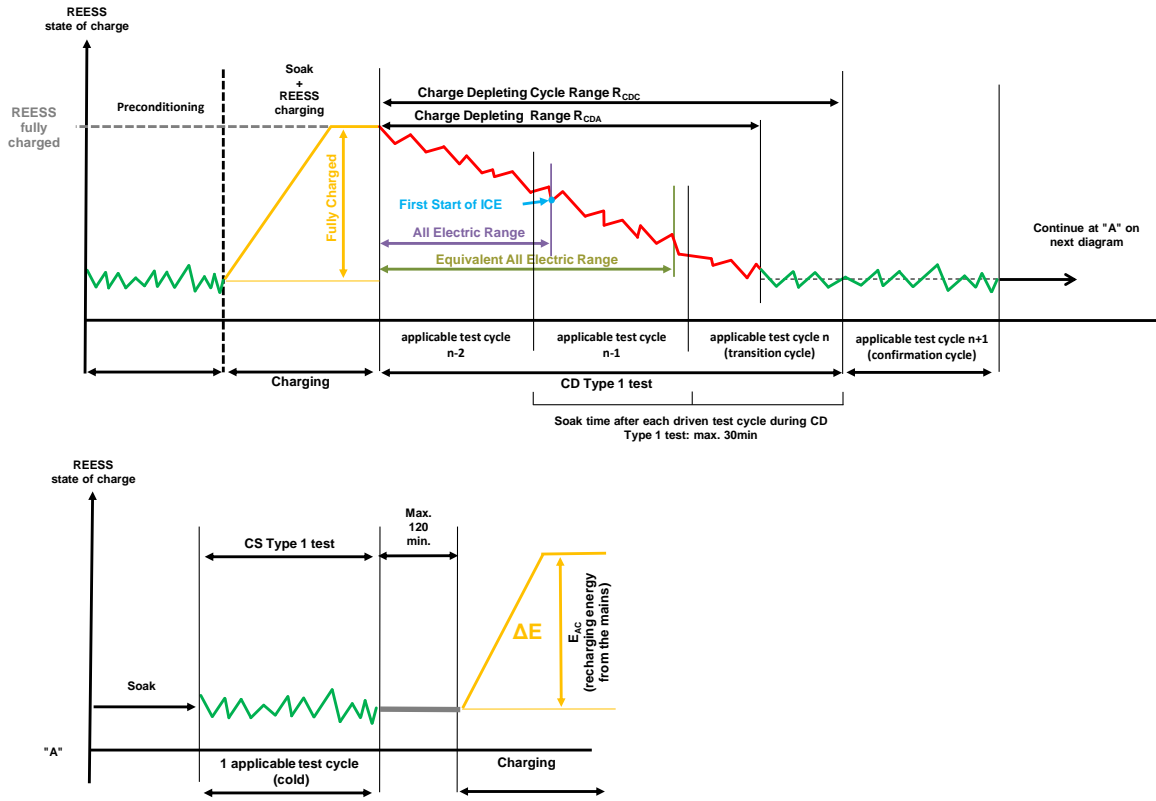 REESS
state of charge
Preconditioning
Soak
+
REESS
charging
REESS
fully
charged
Fully Charged
Charge Depleting Cycle Range RCDC
Charge Depleting Range RCDA
First Start of ICE
All Electric Range
Equivalent All Electric Range
Continue at "A" on
next diagram
applicable test cycle
n-2
applicable test cycle
n-1
applicable test cycle n
(transition cycle)
applicable test cycle n+1
(confirmation cycle)
Charging
CD Type 1 test
Soak time after each driven test cycle during CD
Type 1 test: max. 30min
REESS
state of charge
CS Type 1 test
Max.
120
min.
Soak
ΔE
EAC
(recharging energy
from the mains)
"A"
1 applicable test cycle
(cold)
Charging